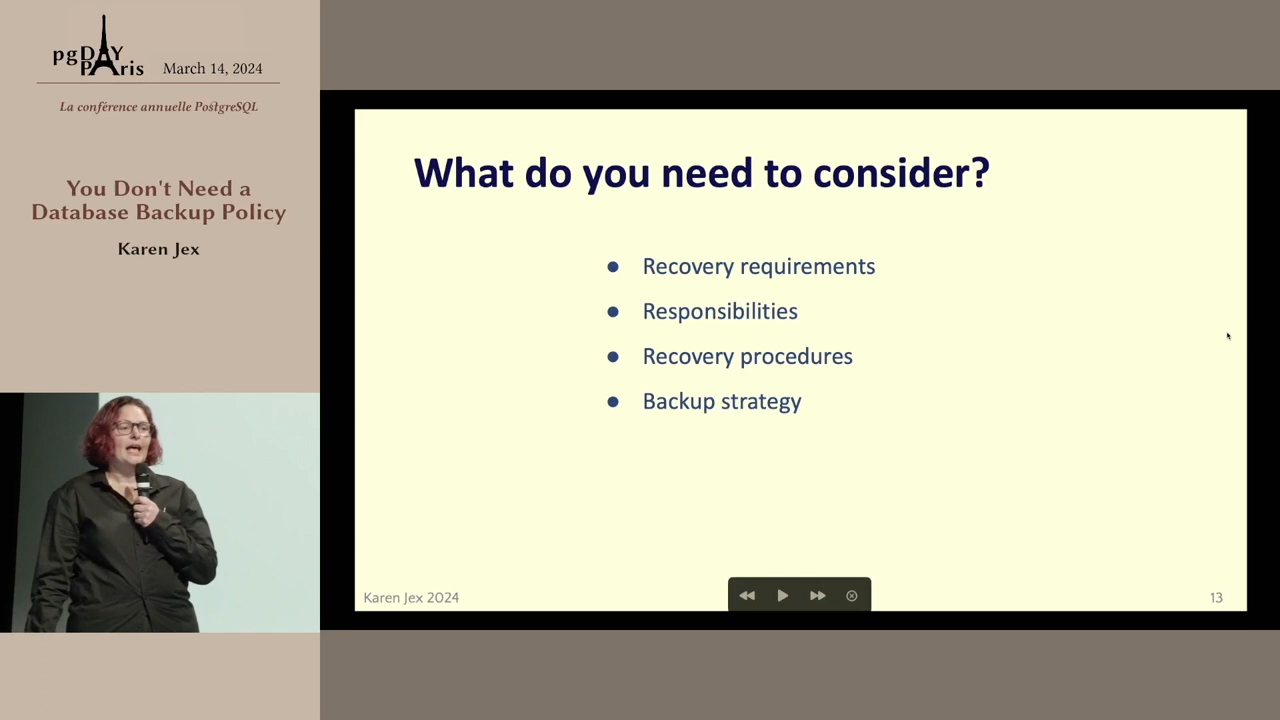 pgDAY
PAris
March 14, 2024
La conférence annuelle PostgreSQL
You Don't Need a
Database Backup Policy
Karen Jex
What do you need to consider?
● Recovery requirements
● Responsibilities
● Recovery procedures
● Backup strategy
Karen Jex 2024
13